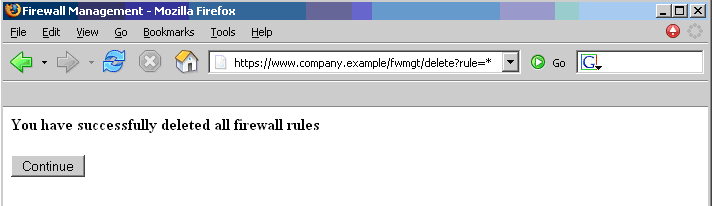 Firewall Management - Mozilla Firefox
File Edit View Go Bookmarks Tools Help
https://www.company.example/fwmgt/delete?rule=* Go G
You have successfully deleted all firewall rules
Continue